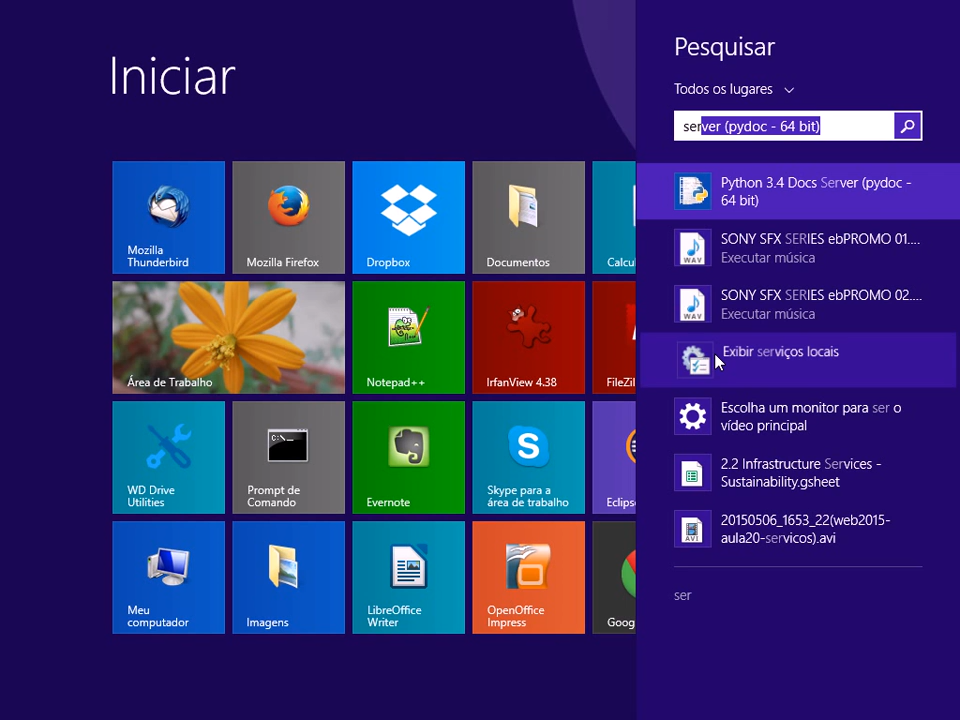 Iniciar
Mozilla
Thunderbird
Mozilla Firefox
Dropbox
Documentos
Calcu
Área de Trabalho
Notepad++
IrfanView 4.38
FileZil
WD Drive
Utilities
C:\_
Prompt de
Comando
Evernote
Skype para a
área de trabalho
Eclips
Meu
computador
Imagens
LibreOffice
Writer
OpenOffice
Impress
Goog
Pesquisar
Todos os lugares
server (pydoc - 64 bit)
Python 3.4 Docs Server (pydoc -
64 bit)
WAV
SONY SFX SERIES ebPROMO 01....
Executar música
WAV
SONY SFX SERIES ebPROMO 02....
Executar música
Exibir serviços locais
Escolha um monitor para ser o
vídeo principal
2.2 Infrastructure Services -
Sustainability.gsheet
AVI
20150506_1653_22(web2015-
aula20-servicos).avi
ser